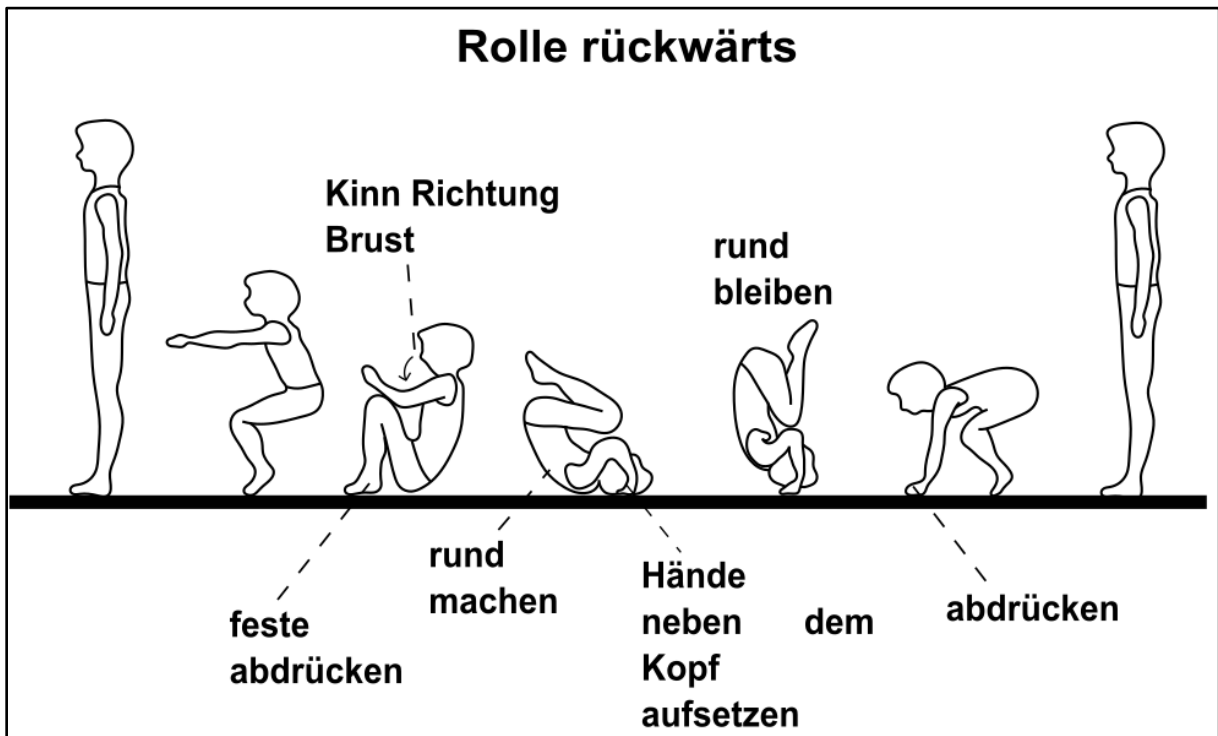 Rolle rückwärts
Kinn Richtung
Brust
rund
bleiben
feste
abdrücken
rund
machen
Hände
neben dem
Kopf
aufsetzen
abdrücken